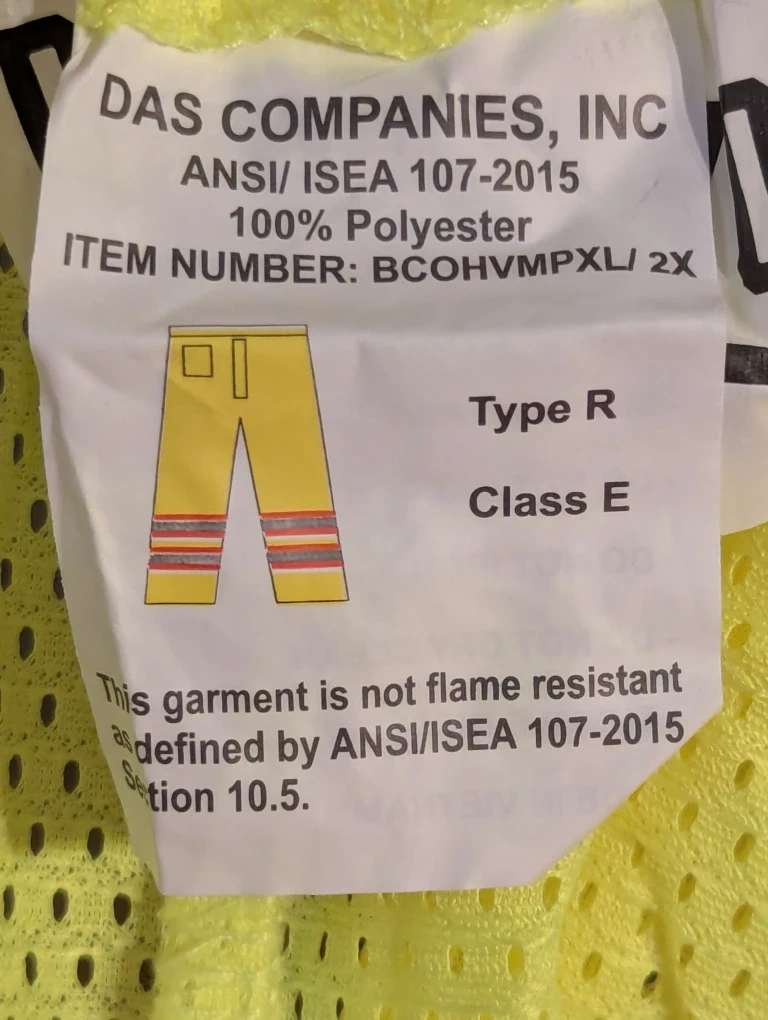 DAS COMPANIES, INC
ANSI/ ISEA 107-2015
100% Polyester
ITEM NUMBER: BCOHVMPXL/ 2X
Type R
Class E
This garment is not flame resistant
as defined by ANSI/ISEA 107-2015
Section 10.5.